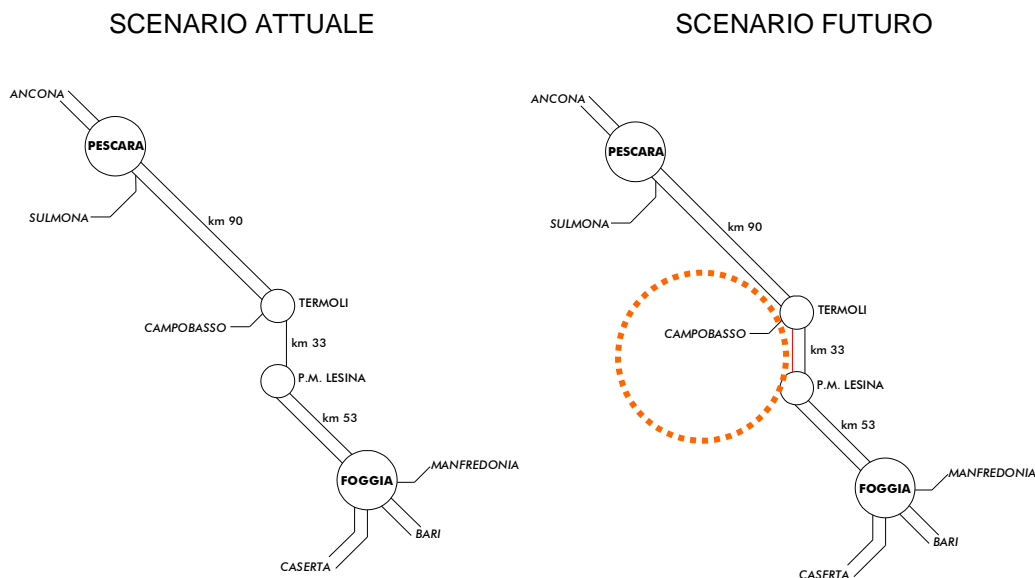 SCENARIO ATTUALE
ANCONA
PESCARA
SULMONA
km 90
TERMOLI
CAMPOBASSO
km 33
P.M. LESINA
km 53
MANFREDONIA
FOGGIA
BARI
CASERTA
SCENARIO FUTURO
ANCONA
PESCARA
SULMONA
km 90
TERMOLI
CAMPOBASSO
km 33
P.M. LESINA
km 53
MANFREDONIA
FOGGIA
BARI
CASERTA